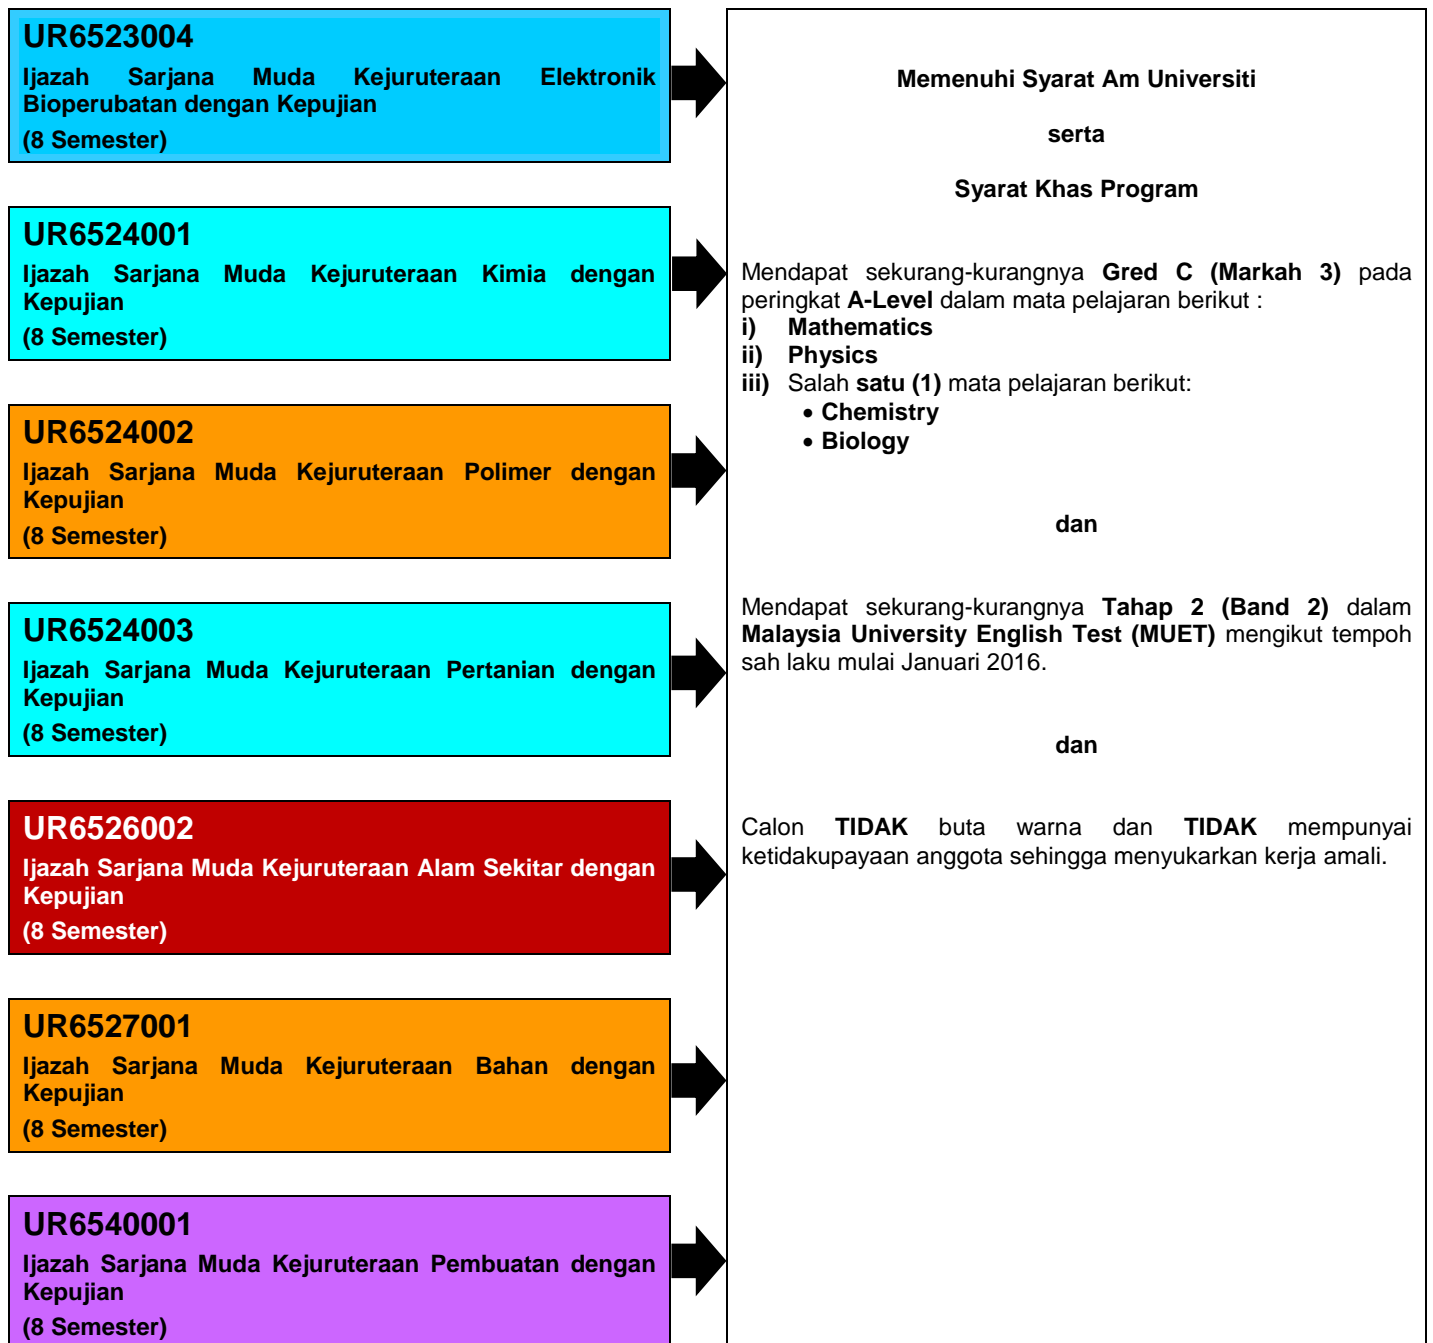 UR6523004
Ijazah Sarjana Muda Kejuruteraan Elektronik
Bioperubatan dengan Kepujian
(8 Semester)
UR6524001
Ijazah Sarjana Muda Kejuruteraan Kimia dengan
Kepujian
(8 Semester)
UR6524002
Ijazah Sarjana Muda Kejuruteraan Polimer dengan
Kepujian
(8 Semester)
UR6524003
Ijazah Sarjana Muda Kejuruteraan Pertanian dengan
Kepujian
(8 Semester)
UR6526002
Ijazah Sarjana Muda Kejuruteraan Alam Sekitar dengan
Kepujian
(8 Semester)
UR6527001
Ijazah Sarjana Muda Kejuruteraan Bahan dengan
Kepujian
(8 Semester)
UR6540001
Ijazah Sarjana Muda Kejuruteraan Pembuatan dengan
Kepujian
(8 Semester)
Memenuhi Syarat Am Universiti
serta
Syarat Khas Program
Mendapat sekurang-kurangnya Gred C (Markah 3) pada
peringkat A-Level dalam mata pelajaran berikut :
i) Mathematics
ii) Physics
iii) Salah satu (1) mata pelajaran berikut:
• Chemistry
• Biology
dan
Mendapat sekurang-kurangnya Tahap 2 (Band 2) dalam
Malaysia University English Test (MUET) mengikut tempoh
sah laku mulai Januari 2016.
dan
Calon TIDAK buta warna dan TIDAK mempunyai
ketidakupayaan anggota sehingga menyukarkan kerja amali.